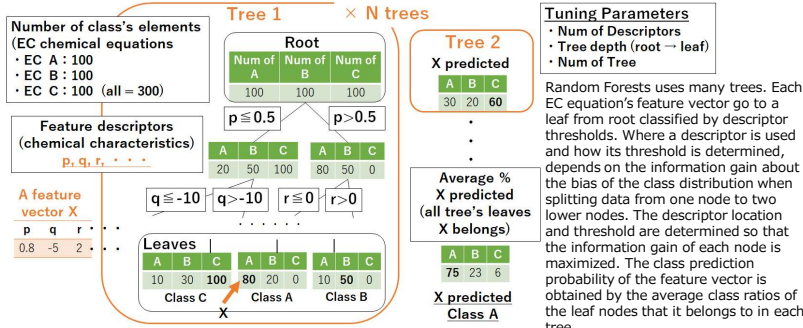 Tree 1
× N trees
Number of class's elements
(EC chemical equations
・EC A：100
・EC B：100
・EC C：100 (all = 300)
Feature descriptors
(chemical characteristics)
p, q, r, ・ ・ ・
A feature
vector X
p q r ・ ・ ・
0.8 -5 2 ・ ・ ・
Root
Num of A Num of B Num of C
100 100 100
p≦0.5 p>0.5
A B C A B C
20 50 100 80 50 0
q≦-10 q>-10 r≦0 r>0
・ ・ ・ ・ ・ ・
Leaves
A B C A B C A B C
10 30 100 80 20 0 10 50 0
Class C Class A Class B
X
Tree 2
X predicted
A B C
30 20 60
・
・
・
Average %
X predicted
(all tree's leaves
X belongs)
A B C
75 23 6
X predicted
Class A
Tuning Parameters
・Num of Descriptors
・Tree depth (root → leaf)
・Num of Tree
Random Forests uses many trees. Each
EC equation's feature vector go to a
leaf from root classified by descriptor
thresholds. Where a descriptor is used
and how its threshold is determined,
depends on the information gain about
the bias of the class distribution when
splitting data from one node to two
lower nodes. The descriptor location
and threshold are determined so that
the information gain of each node is
maximized. The class prediction
probability of the feature vector is
obtained by the average class ratios of
the leaf nodes that it belongs to in each
tree.